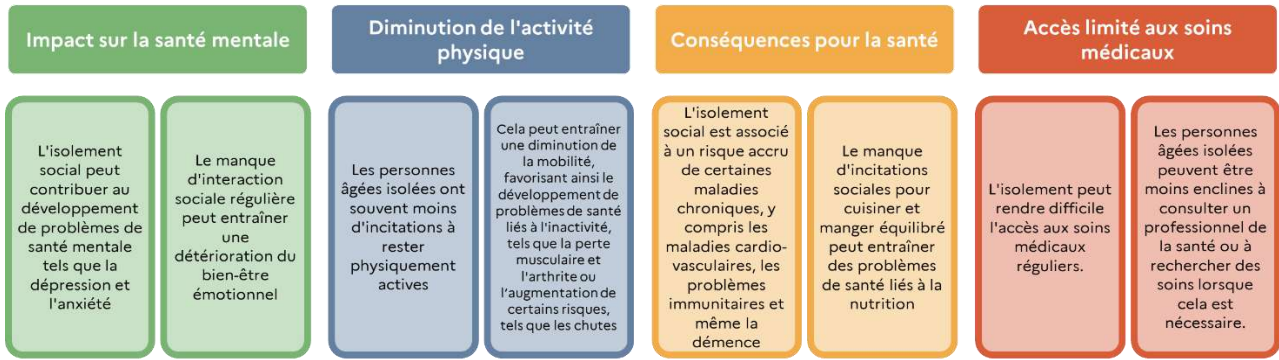 Impact sur la santé mentale
L'isolement
social peut
contribuer au
développement
de problèmes de
santé mentale
tels que la
dépression et
l'anxiété
Le manque
d'interaction
sociale régulière
peut entraîner
une
détérioration du
bien-être
émotionnel
Diminution de l'activité
physique
Les personnes
âgées isolées ont
souvent moins
d'incitations à
rester
physiquement
actives
Cela peut entraîner
une diminution de
la mobilité,
favorisant ainsi le
développement de
problèmes de santé
liés à l'inactivité,
tels que la perte
musculaire et
l'arthrite ou
l’augmentation de
certains risques,
tels que les chutes
Conséquences pour la santé
L'isolement
social est associé
à un risque accru
de certaines
maladies
chroniques, y
compris les
maladies cardio-
vasculaires, les
problèmes
immunitaires et
même la
démence
Le manque
d'incitations
sociales pour
cuisiner et
manger équilibré
peut entraîner
des problèmes
de santé liés à la
nutrition
Accès limité aux soins
médicaux
L'isolement peut
rendre difficile
l'accès aux soins
médicaux
réguliers.
Les personnes
âgées isolées
peuvent être
moins enclines à
consulter un
professionnel de
la santé ou à
rechercher des
soins lorsque
cela est
nécessaire.